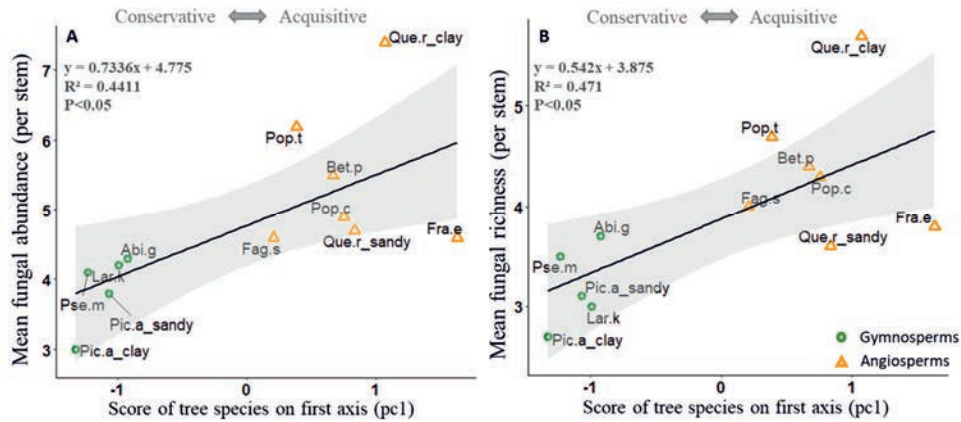 Conservative Acquisitive
A
y = 0.7336x + 4.775
R² = 0.4411
P<0.05
Mean fungal abundance (per stem)
7
6
5
4
3
Que.r_clay
Pop.t
Bet.p
Pop.c
Fra.e
Que.r_sandy
Fag.s
Abi.g
Lar.k
Pse.m
Pic.a_sandy
Pic.a_clay
-1 0 1
Score of tree species on first axis (pc1)
Conservative Acquisitive
B
y = 0.542x + 3.875
R² = 0.471
P<0.05
Mean fungal richness (per stem)
5
4
3
Que.r_clay
Pop.t
Bet.p
Pop.c
Fag.s
Fra.e
Que.r_sandy
Abi.g
Pse.m
Pic.a_sandy
Lar.k
Pic.a_clay
Gymnosperms
Angiosperms
-1 0 1
Score of tree species on first axis (pc1)